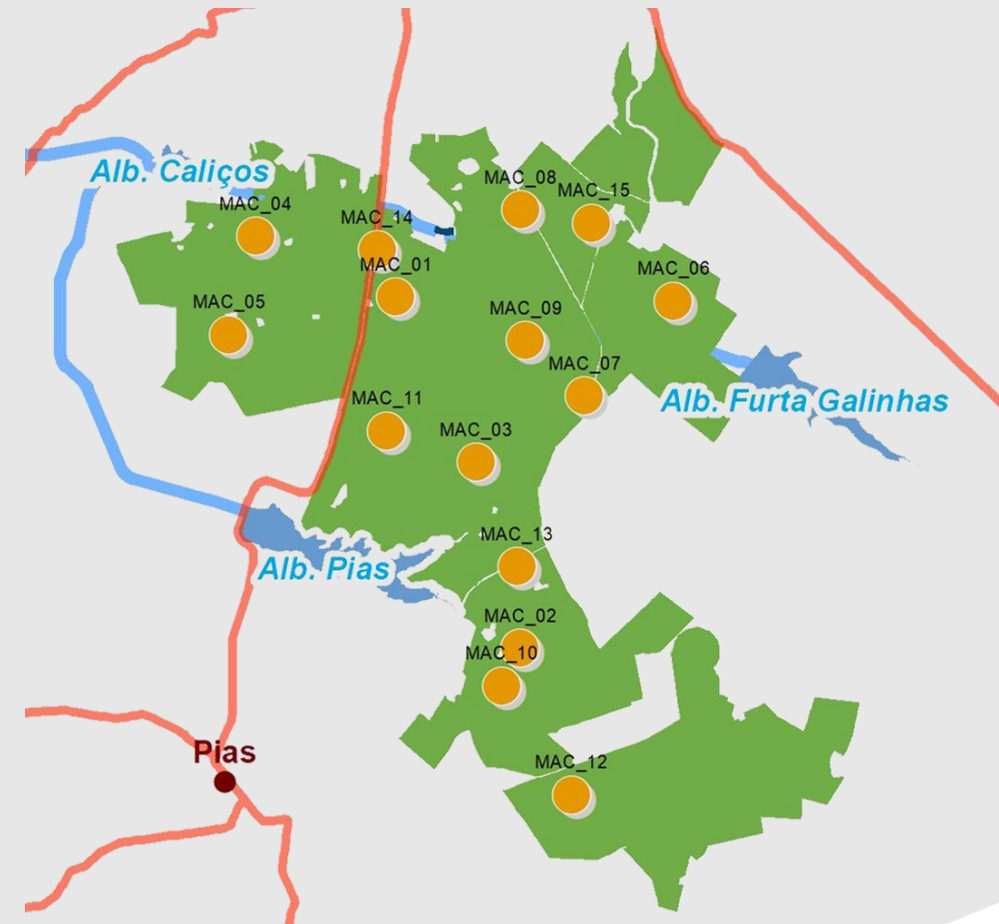 Alb. Caliços
MAC_08
MAC_15
MAC_04
MAC_14
MAC_01
MAC_06
MAC_05
MAC_09
MAC_07
MAC_11
Alb. Furta Galinhas
MAC_03
MAC_13
Alb. Pias
MAC_02
MAC_10
Pias
MAC_12